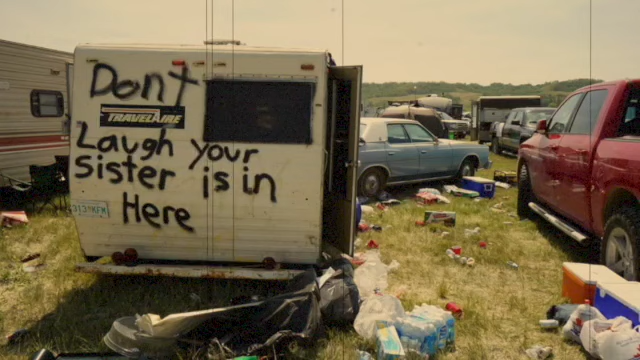 Don't
TRAVELAIRE
Laugh your
Sister is in
Here